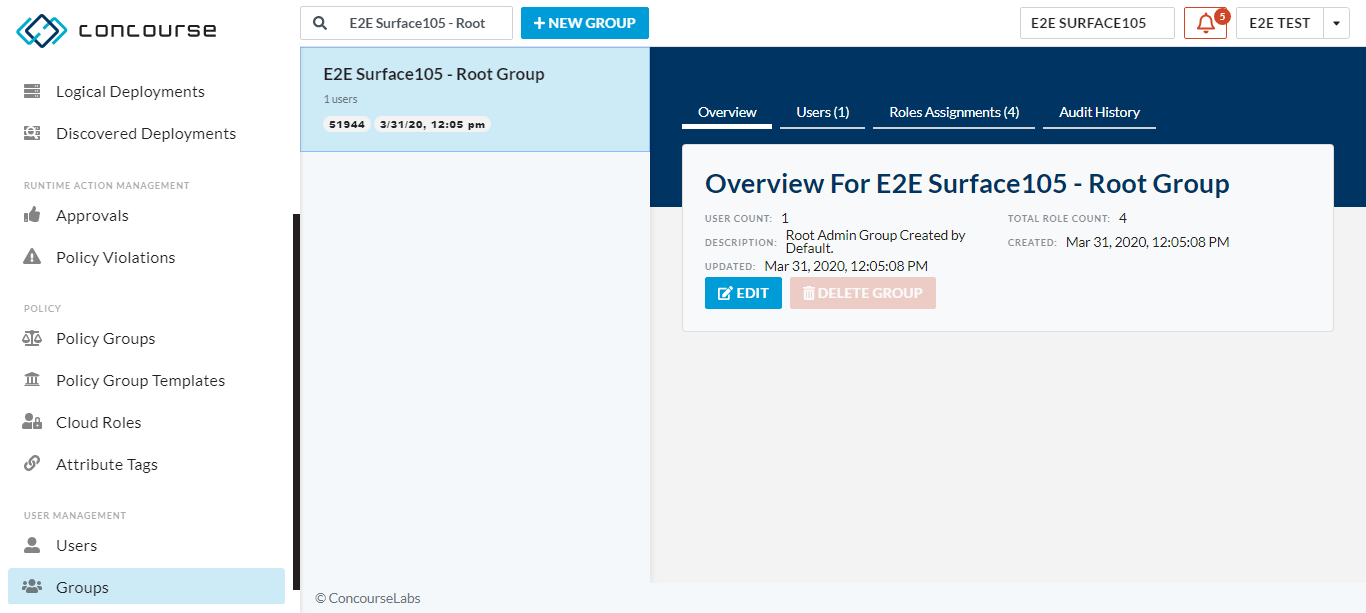 concourse
E2E Surface105 - Root
NEW GROUP
E2E SURFACE105
5
E2E TEST
Logical Deployments
Discovered Deployments
RUNTIME ACTION MANAGEMENT
Approvals
Policy Violations
POLICY
Policy Groups
Policy Group Templates
Cloud Roles
Attribute Tags
USER MANAGEMENT
Users
Groups
E2E Surface105 - Root Group
1 users
51944 3/31/20, 12:05 pm
Overview
Users (1)
Roles Assignments (4)
Audit History
Overview For E2E Surface105 - Root Group
USER COUNT: 1
TOTAL ROLE COUNT: 4
DESCRIPTION: Root Admin Group Created by
Default.
CREATED: Mar 31, 2020, 12:05:08 PM
UPDATED: Mar 31, 2020, 12:05:08 PM
EDIT
DELETE GROUP
© ConcourseLabs